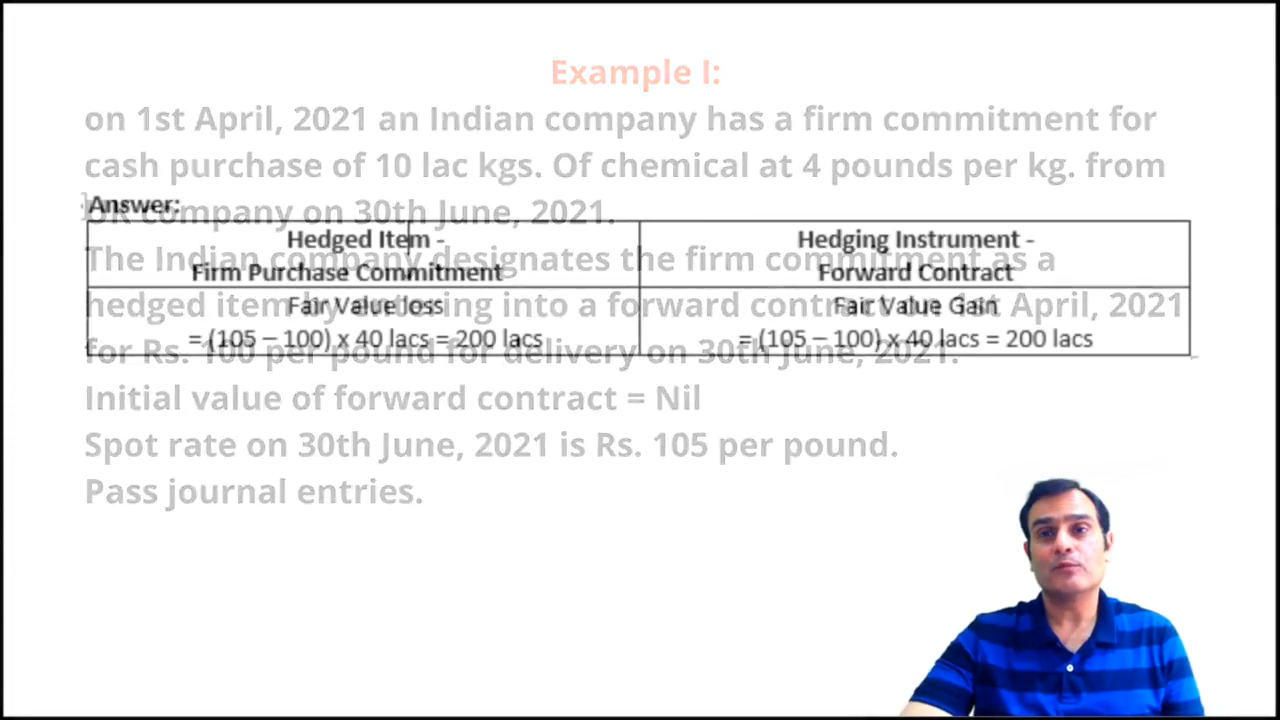 Example I:
on 1st April, 2021 an Indian company has a firm commitment for
cash purchase of 10 lac kgs. Of chemical at 4 pounds per kg. from
Answer:
UK company on 30th June, 2021.
Hedged Item -
Hedging Instrument -
The Indian company designates the firm commitment as a
Firm Purchase Commitment
Forward Contract
Fair Value loss
Fair Value Gain
hedged item by entering into a forward contract on 1st April, 2021
= (105 – 100) x 40 lacs = 200 lacs
= (105 – 100) x 40 lacs = 200 lacs
for Rs. 100 per pound for delivery on 30th June, 2021.
Initial value of forward contract = Nil
Spot rate on 30th June, 2021 is Rs. 105 per pound.
Pass journal entries.